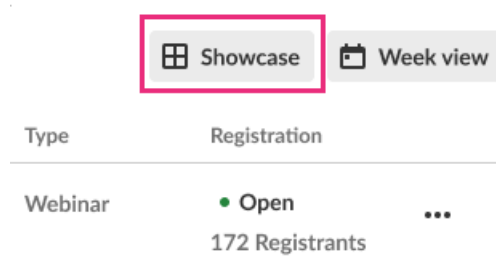 Showcase Week view
Type Registration
Webinar Open
172 Registrants